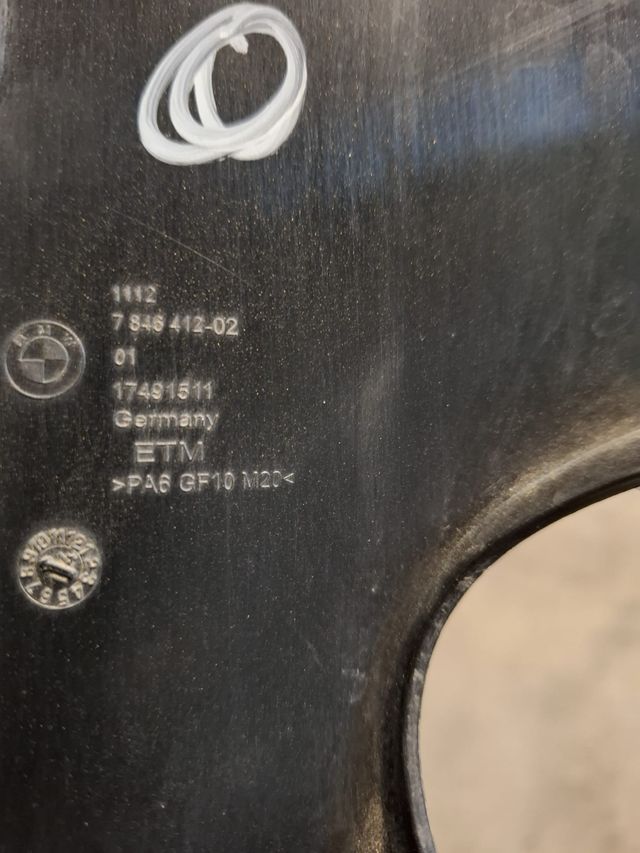 1112
7 846 412-02
01
17491511
Germany
ETM
>PA6 GF10 M20<